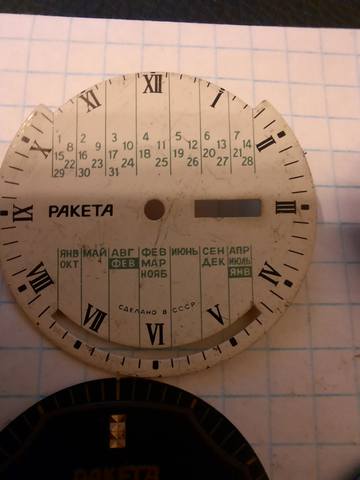 XII
XI
I
X
II
1 2 3 4 5 6 7
8 9 10 11 12 13 14
15 16 17 18 19 20 21
22 23 24 25 26 27 28
29 30 31
IX
РАКЕТА
III
ЯНВ МАЙ АВГ ФЕВ ИЮНЬ СЕН АПР
ОКТ ФЕВ МАР ДЕК ИЮЛЬ
НОЯБ ЯНВ
VIII
IV
СДЕЛАНО В СССР
VII
V
VI
РАКЕТА